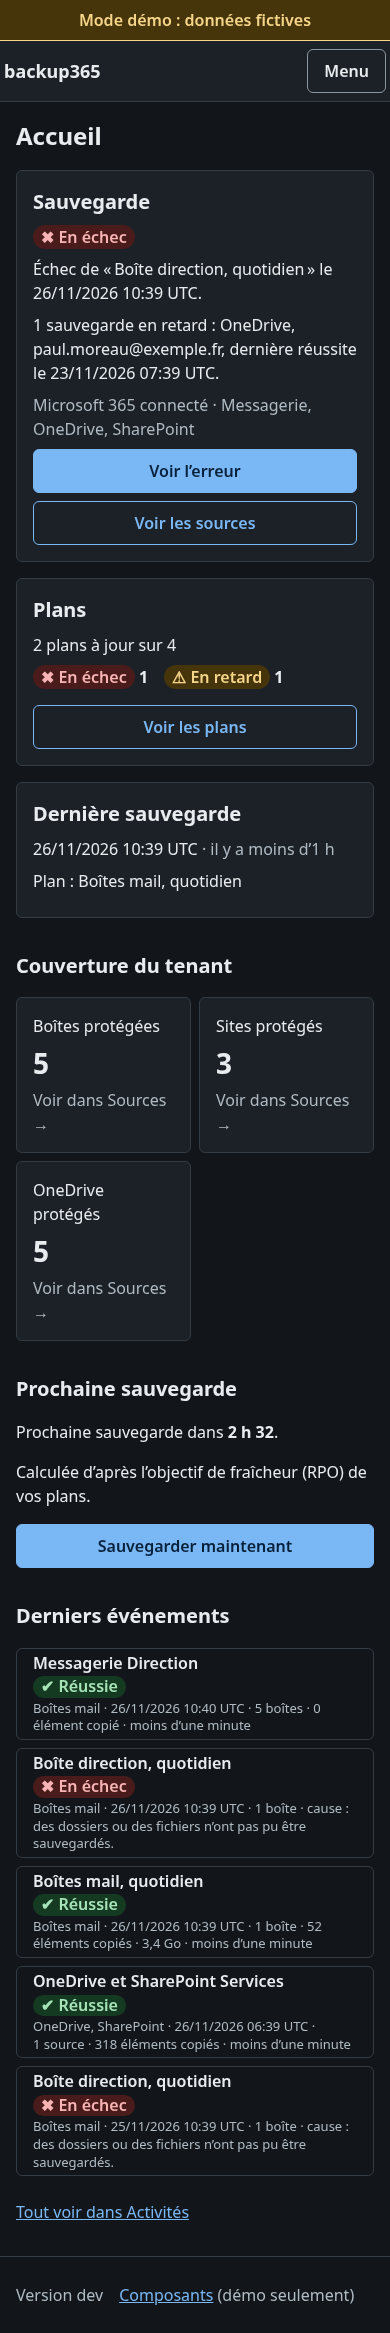 Mode démo : données fictives
backup365
Menu
Accueil
Sauvegarde
✖ En échec
Échec de « Boîte direction, quotidien » le
26/11/2026 10:39 UTC.
1 sauvegarde en retard : OneDrive,
paul.moreau@exemple.fr, dernière réussite
le 23/11/2026 07:39 UTC.
Microsoft 365 connecté · Messagerie,
OneDrive, SharePoint
Voir l’erreur
Voir les sources
Plans
2 plans à jour sur 4
✖ En échec 1 ⚠ En retard 1
Voir les plans
Dernière sauvegarde
26/11/2026 10:39 UTC · il y a moins d’1 h
Plan : Boîtes mail, quotidien
Couverture du tenant
Boîtes protégées
5
Voir dans Sources
→
Sites protégés
3
Voir dans Sources
→
OneDrive
protégés
5
Voir dans Sources
→
Prochaine sauvegarde
Prochaine sauvegarde dans 2 h 32.
Calculée d’après l’objectif de fraîcheur (RPO) de
vos plans.
Sauvegarder maintenant
Derniers événements
Messagerie Direction
✔ Réussie
Boîtes mail · 26/11/2026 10:40 UTC · 5 boîtes · 0
élément copié · moins d’une minute
Boîte direction, quotidien
✖ En échec
Boîtes mail · 26/11/2026 10:39 UTC · 1 boîte · cause :
des dossiers ou des fichiers n’ont pas pu être
sauvegardés.
Boîtes mail, quotidien
✔ Réussie
Boîtes mail · 26/11/2026 10:39 UTC · 1 boîte · 52
éléments copiés · 3,4 Go · moins d’une minute
OneDrive et SharePoint Services
✔ Réussie
OneDrive, SharePoint · 26/11/2026 06:39 UTC ·
1 source · 318 éléments copiés · moins d’une minute
Boîte direction, quotidien
✖ En échec
Boîtes mail · 25/11/2026 10:39 UTC · 1 boîte · cause :
des dossiers ou des fichiers n’ont pas pu être
sauvegardés.
Tout voir dans Activités
Version dev Composants (démo seulement)